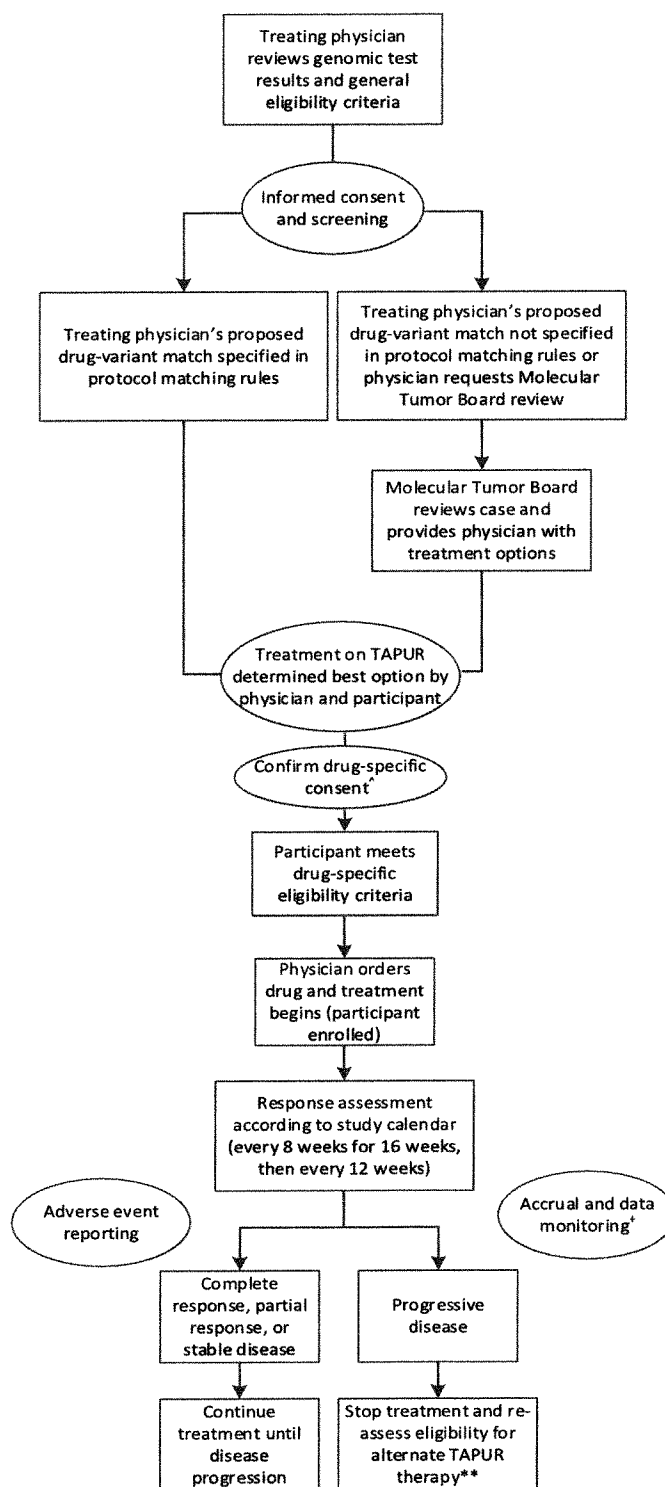 Treating physician
reviews genomic test
results and general
eligibility criteria
Informed consent
and screening
Treating physician's proposed
drug-variant match specified in
protocol matching rules
Treating physician's proposed
drug-variant match not specified
in protocol matching rules or
physician requests Molecular
Tumor Board review
Molecular Tumor Board
reviews case and
provides physician with
treatment options
Treatment on TAPUR
determined best option by
physician and participant
Confirm drug-specific
consent^
Participant meets
drug-specific
eligibility criteria
Physician orders
drug and treatment
begins (participant
enrolled)
Response assessment
according to study calendar
(every 8 weeks for 16 weeks,
then every 12 weeks)
Adverse event
reporting
Accrual and data
monitoring+
Complete
response, partial
response, or
stable disease
Progressive
disease
Continue
treatment until
disease
progression
Stop treatment and re-
assess eligibility for
alternate TAPUR
therapy**